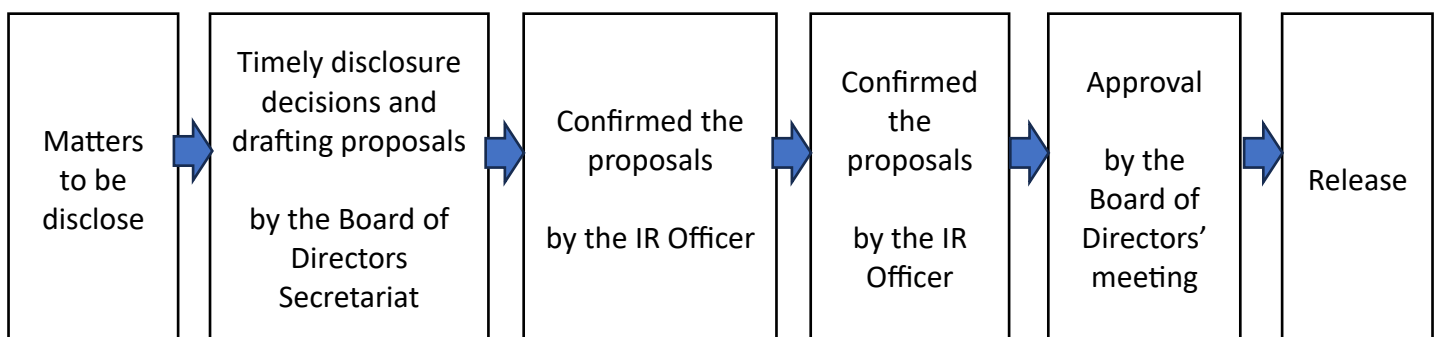 Matters
to be
disclose
Timely disclosure
decisions and
drafting proposals
by the Board of
Directors
Secretariat
Confirmed the
proposals
by the IR Officer
Confirmed
the
proposals
by the IR
Officer
Approval
by the
Board of
Directors’
meeting
Release